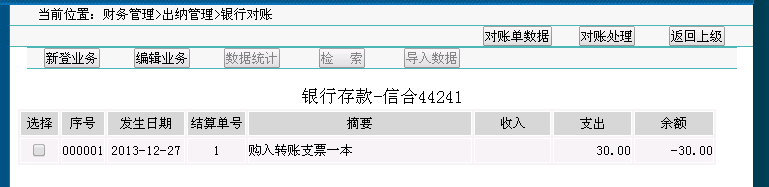 当前位置：财务管理>出纳管理>银行对账
对账单数据 对账处理 返回上级
新登业务 编辑业务 数据统计 检 索 导入数据
银行存款-信合44241
选择 序号 发生日期 结算单号 摘要 收入 支出 余额
000001 2013-12-27 1 购入转账支票一本 30.00 -30.00